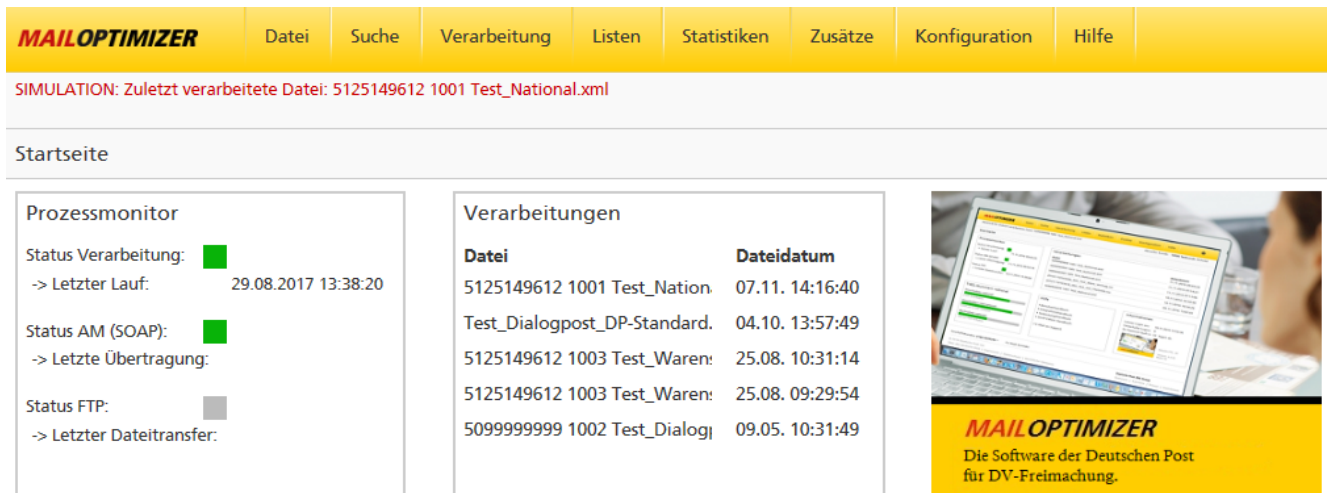 MAILOPTIMIZER Datei Suche Verarbeitung Listen Statistiken Zusätze Konfiguration Hilfe
SIMULATION: Zuletzt verarbeitete Datei: 5125149612 1001 Test_National.xml
Startseite
Prozessmonitor
Status Verarbeitung:
-> Letzter Lauf: 29.08.2017 13:38:20
Status AM (SOAP):
-> Letzte Übertragung:
Status FTP:
-> Letzter Dateitransfer:
Verarbeitungen
Datei Dateidatum
5125149612 1001 Test_Nation 07.11. 14:16:40
Test_Dialogpost_DP-Standard. 04.10. 13:57:49
5125149612 1003 Test_Waren 25.08. 10:31:14
5125149612 1003 Test_Waren 25.08. 09:29:54
5099999999 1002 Test_Dialog 09.05. 10:31:49
MAILOPTIMIZER
Die Software der Deutschen Post
für DV-Freimachung.